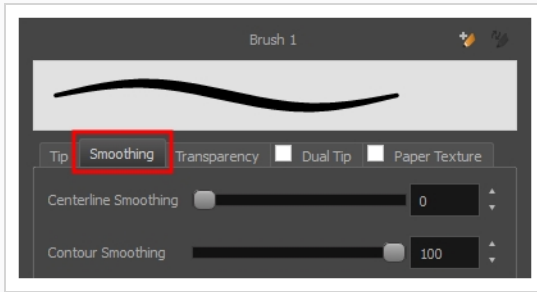 Brush 1
Tip Smoothing Transparency Dual Tip Paper Texture
Centerline Smoothing 0
Contour Smoothing 100